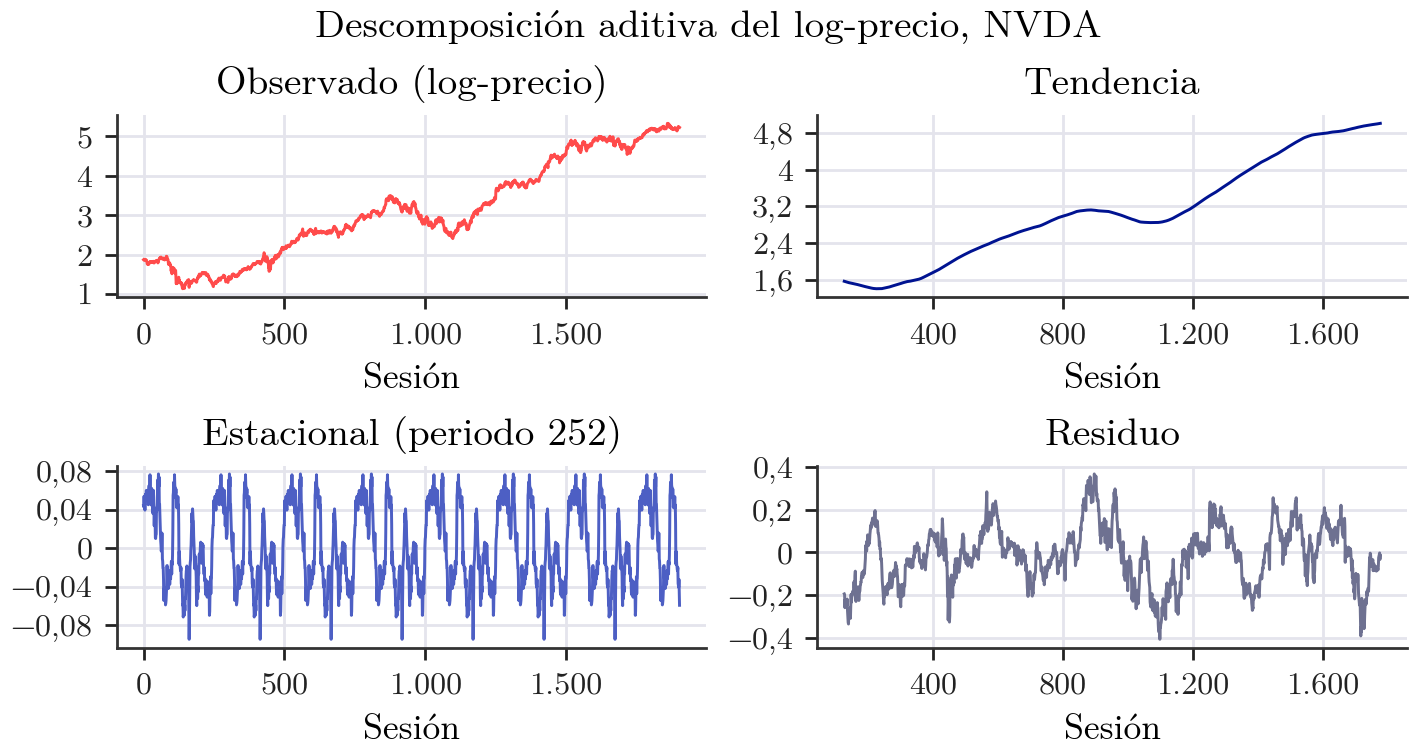 Descomposición aditiva del log-precio, NVDA
Observado (log-precio)
5
4
3
2
1
0 500 1.000 1.500
Sesión
Tendencia
4,8
4
3,2
2,4
1,6
400 800 1.200 1.600
Sesión
Estacional (periodo 252)
0,08
0,04
0
−0,04
−0,08
0 500 1.000 1.500
Sesión
Residuo
0,4
0,2
0
−0,2
−0,4
400 800 1.200 1.600
Sesión